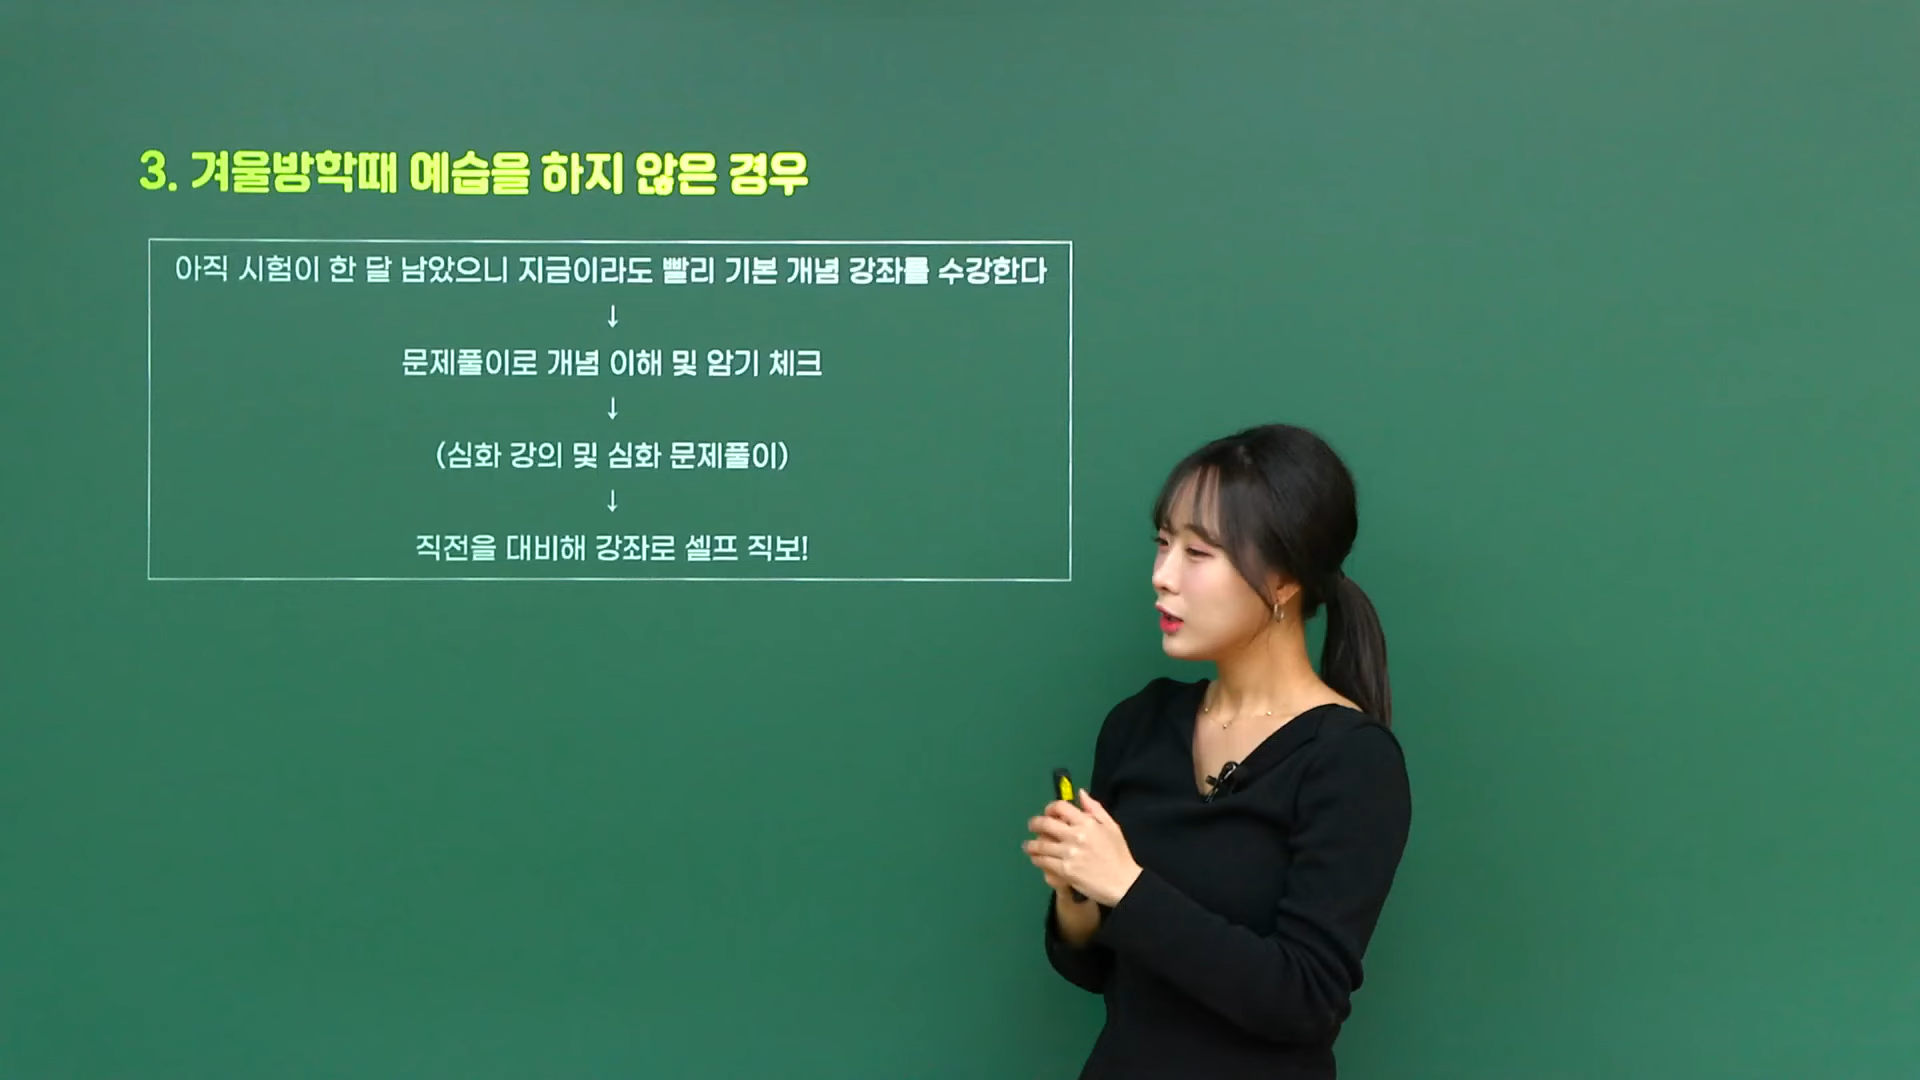 3. 겨울방학때 예습을 하지 않은 경우
아직 시험이 한 달 남았으니 지금이라도 빨리 기본 개념 강좌를 수강한다
↓
문제풀이로 개념 이해 및 암기 체크
↓
(심화 강의 및 심화 문제풀이)
↓
직전을 대비해 강좌로 셀프 직보!